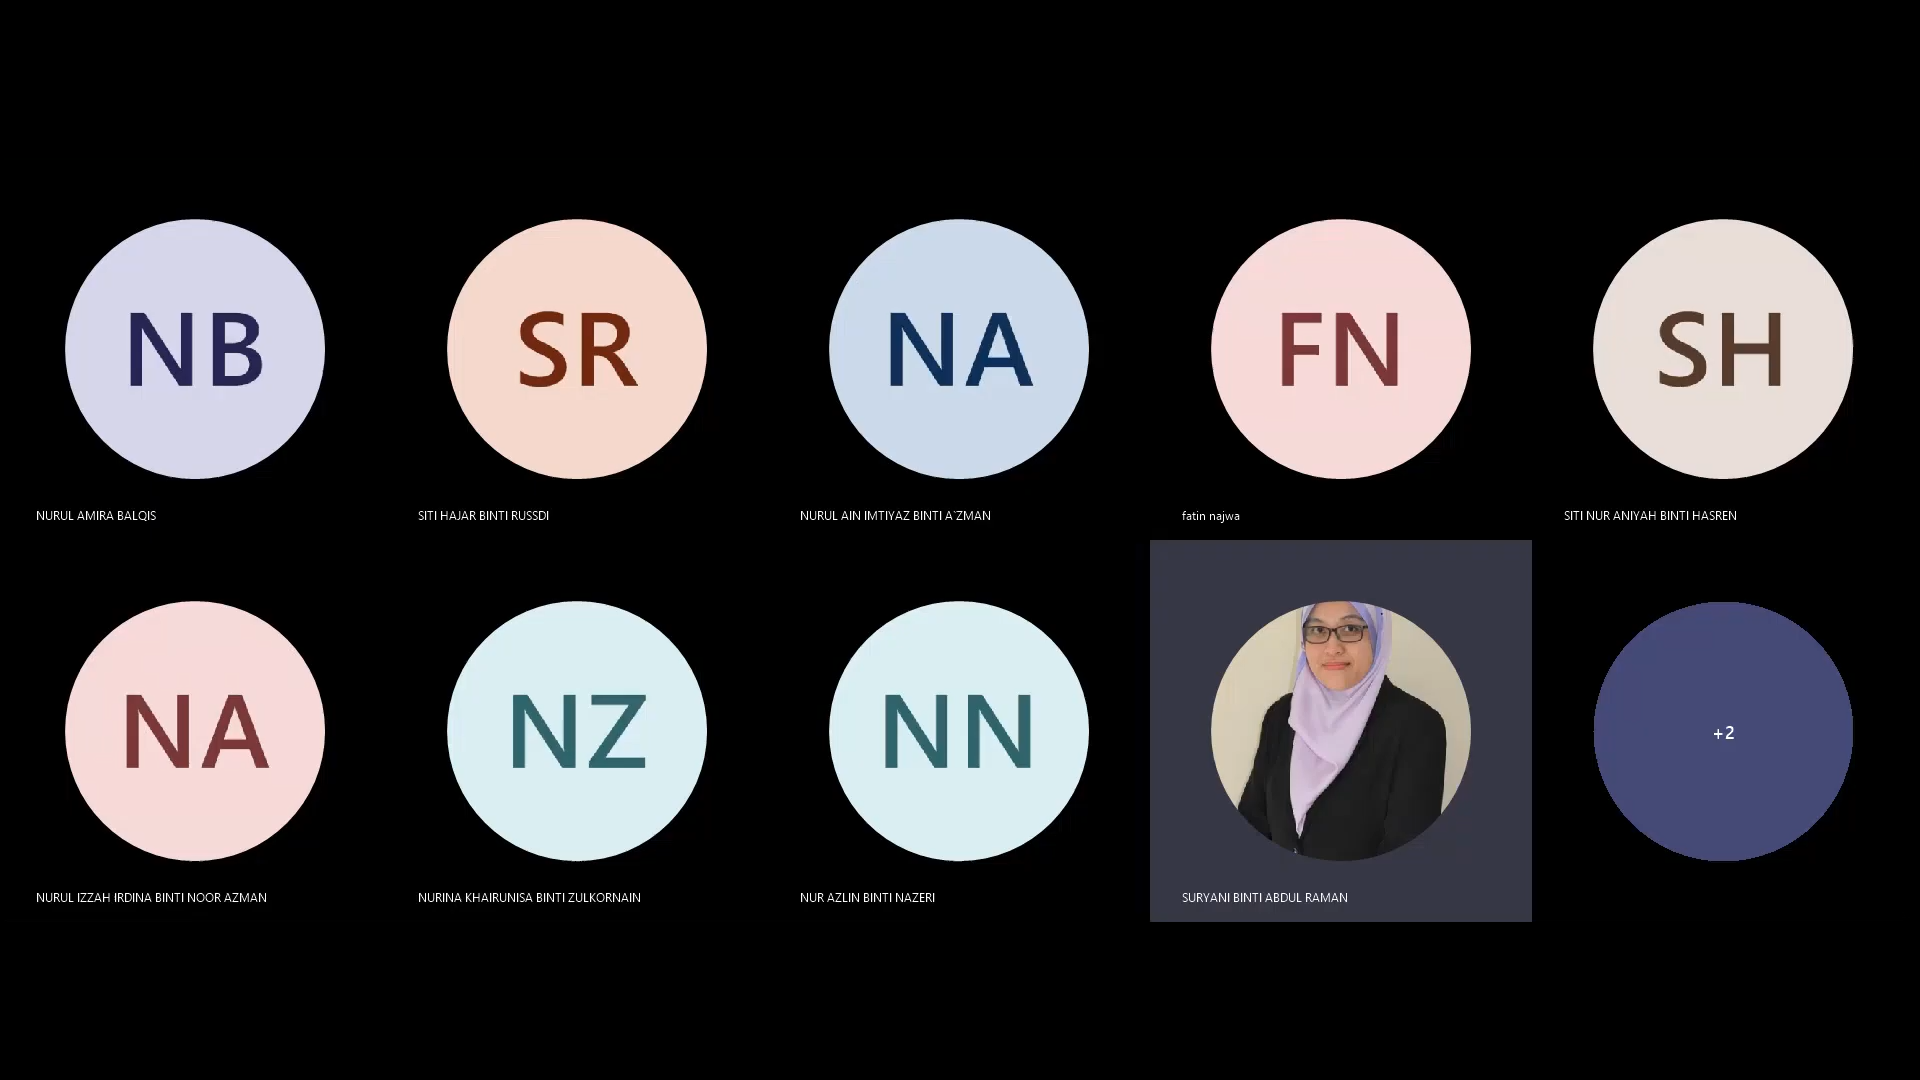 NB
SR
NA
FN
SH
NURUL AMIRA BALQIS
SITI HAJAR BINTI RUSSDI
NURUL AIN IMTIYAZ BINTI A'ZMAN
fatin najwa
SITI NUR ANIYAH BINTI HASREN
NA
NZ
NN
+2
NURUL IZZAH IRDINA BINTI NOOR AZMAN
NURINA KHAIRUNISA BINTI ZULKORNAIN
NUR AZLIN BINTI NAZERI
SURYANI BINTI ABDUL RAMAN